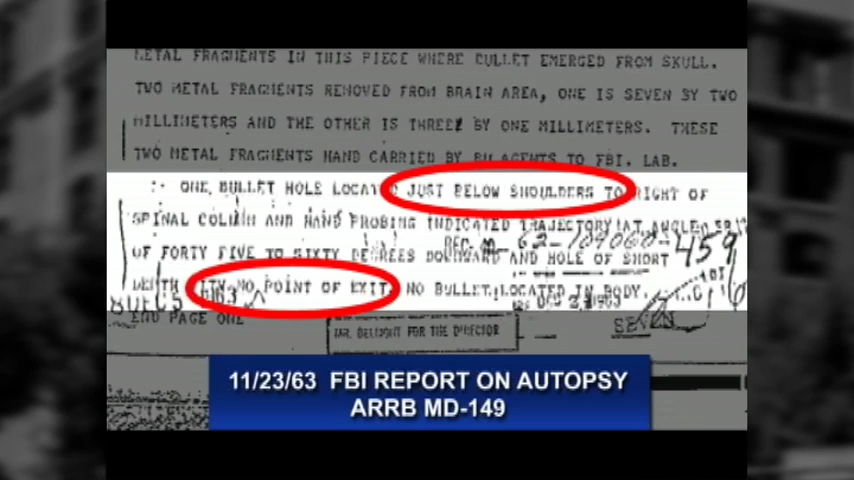 METAL FRAGMENTS IN THIS PIECE WHERE BULLET EMERGED FROM SKULL.
TWO METAL FRAGMENTS REMOVED FROM BRAIN AREA, ONE IS SEVEN BY TWO
MILLIMETERS AND THE OTHER IS THREE BY ONE MILLIMETERS. THESE
TWO METAL FRAGMENTS HAND CARRIED BY BUAGENTS TO FBI. LAB.
ONE BULLET HOLE LOCATED JUST BELOW SHOULDERS TO RIGHT OF
SPINAL COLUMN AND HAND PROBING INDICATED TRAJECTORY AT ANGLE
REC. 62-109060-459
OF FORTY FIVE TO SIXTY DEGREES DOWNWARD AND HOLE OF SHORT
DEPTH NO POINT OF EXIT. NO BULLET LOCATED IN BODY.
END PAGE ONE
FOR THE DIRECTOR
11/23/63 FBI REPORT ON AUTOPSY
ARRB MD-149